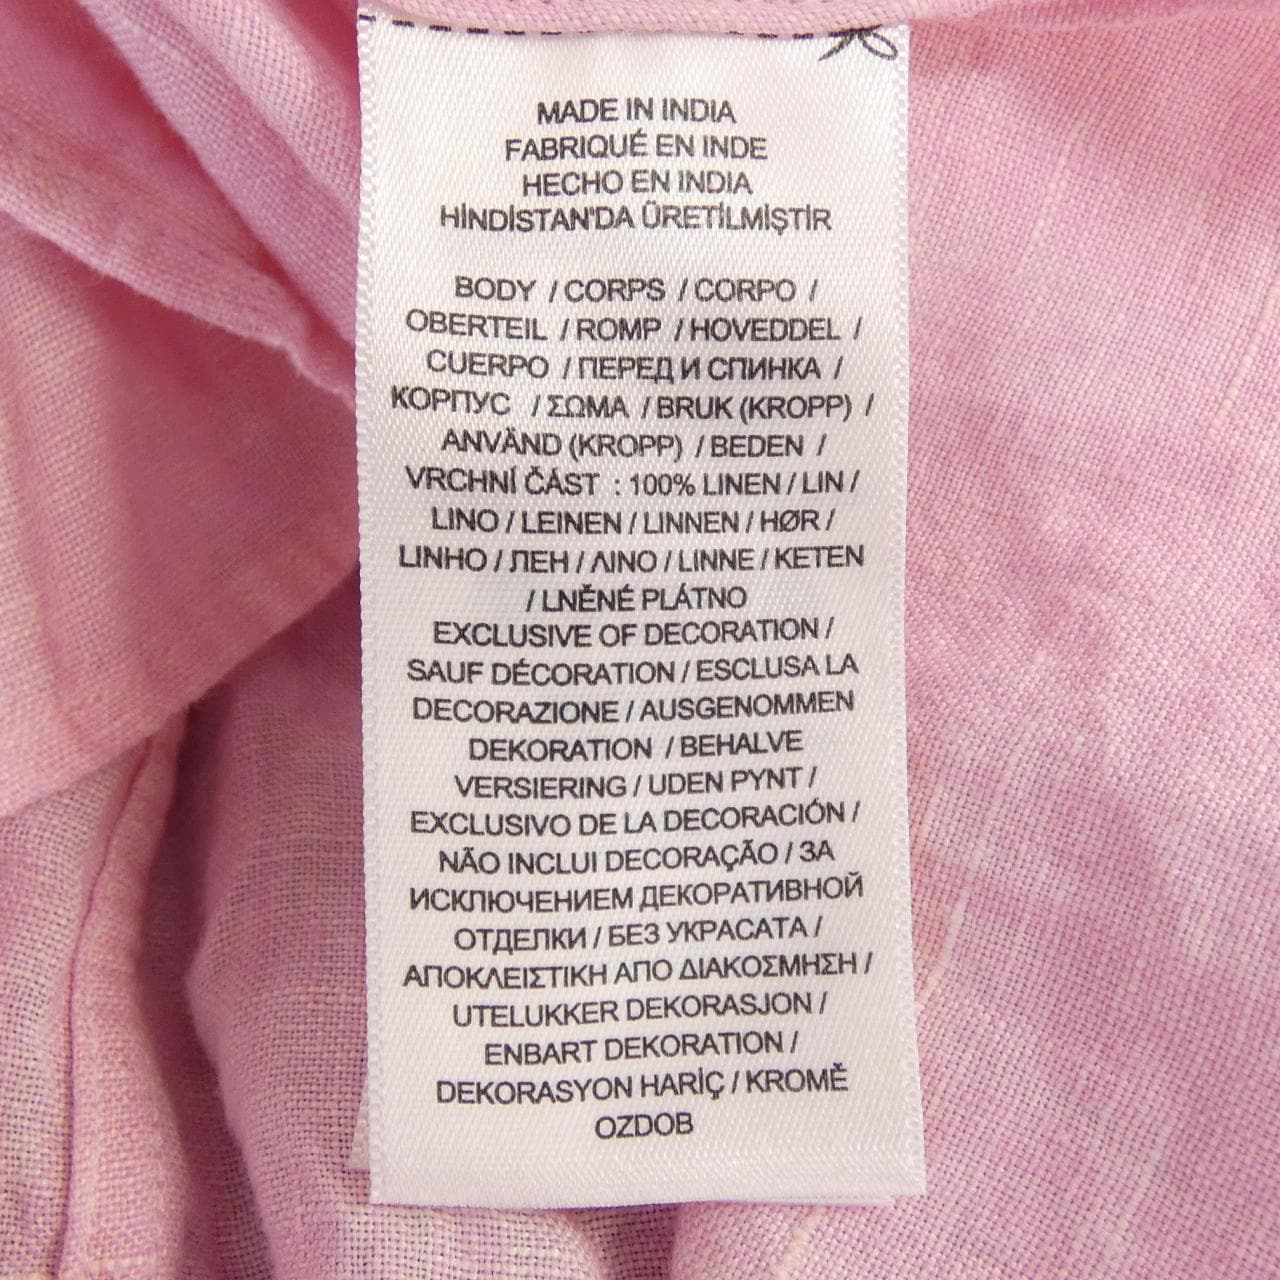 MADE IN INDIA
FABRIQUÉ EN INDE
HECHO EN INDIA
HİNDİSTAN'DA ÜRETİLMİŞTİR
BODY / CORPS / CORPO /
OBERTEIL / ROMP / HOVEDDEL /
CUERPO / ПЕРЕД И СПИНКА /
КОРПУС / ΣΩΜΑ / BRUK (KROPP) /
ANVÄND (KROPP) / BEDEN /
VRCHNÍ ČÁST : 100% LINEN / LIN /
LINO / LEINEN / LINNEN / HØR /
LINHO / ЛЕН / ΛΙΝΟ / LINNE / KETEN
/ LNĚNÉ PLÁTNO
EXCLUSIVE OF DECORATION /
SAUF DÉCORATION / ESCLUSA LA
DECORAZIONE / AUSGENOMMEN
DEKORATION / BEHALVE
VERSIERING / UDEN PYNT /
EXCLUSIVO DE LA DECORACIÓN /
NÃO INCLUI DECORAÇÃO / ЗА
ИСКЛЮЧЕНИЕМ ДЕКОРАТИВНОЙ
ОТДЕЛКИ / БЕЗ УКРАСАТА /
ΑΠΟΚΛΕΙΣΤΙΚΗ ΑΠΟ ΔΙΑΚΟΣΜΗΣΗ /
UTELUKKER DEKORASJON /
ENBART DEKORATION /
DEKORASYON HARİÇ / KROMĚ
OZDOB